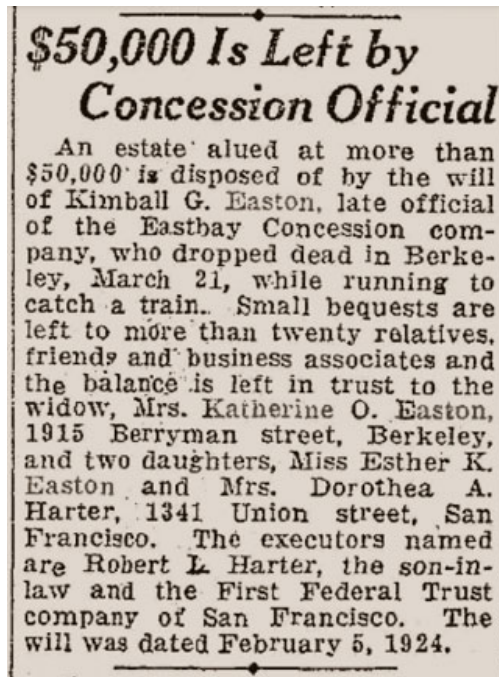 $50,000 Is Left by
Concession Official
An estate alued at more than
$50,000 is disposed of by the will
of Kimball G. Easton, late official
of the Eastbay Concession com-
pany, who dropped dead in Berke-
ley, March 21, while running to
catch a train. Small bequests are
left to more than twenty relatives,
friends and business associates and
the balance is left in trust to the
widow, Mrs. Katherine O. Easton,
1915 Berryman street, Berkeley,
and two daughters, Miss Esther K.
Easton and Mrs. Dorothea A.
Harter, 1341 Union street, San
Francisco. The executors named
are Robert L. Harter, the son-in-
law and the First Federal Trust
company of San Francisco. The
will was dated February 5, 1924.